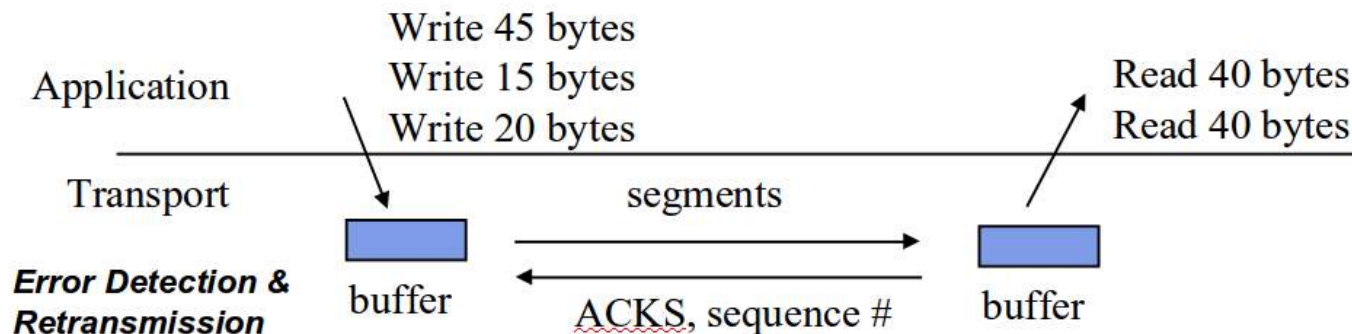 Write 45 bytes
Write 15 bytes
Write 20 bytes
Application
Read 40 bytes
Read 40 bytes
Transport
segments
Error Detection &
Retransmission
buffer
ACKS, sequence #
buffer